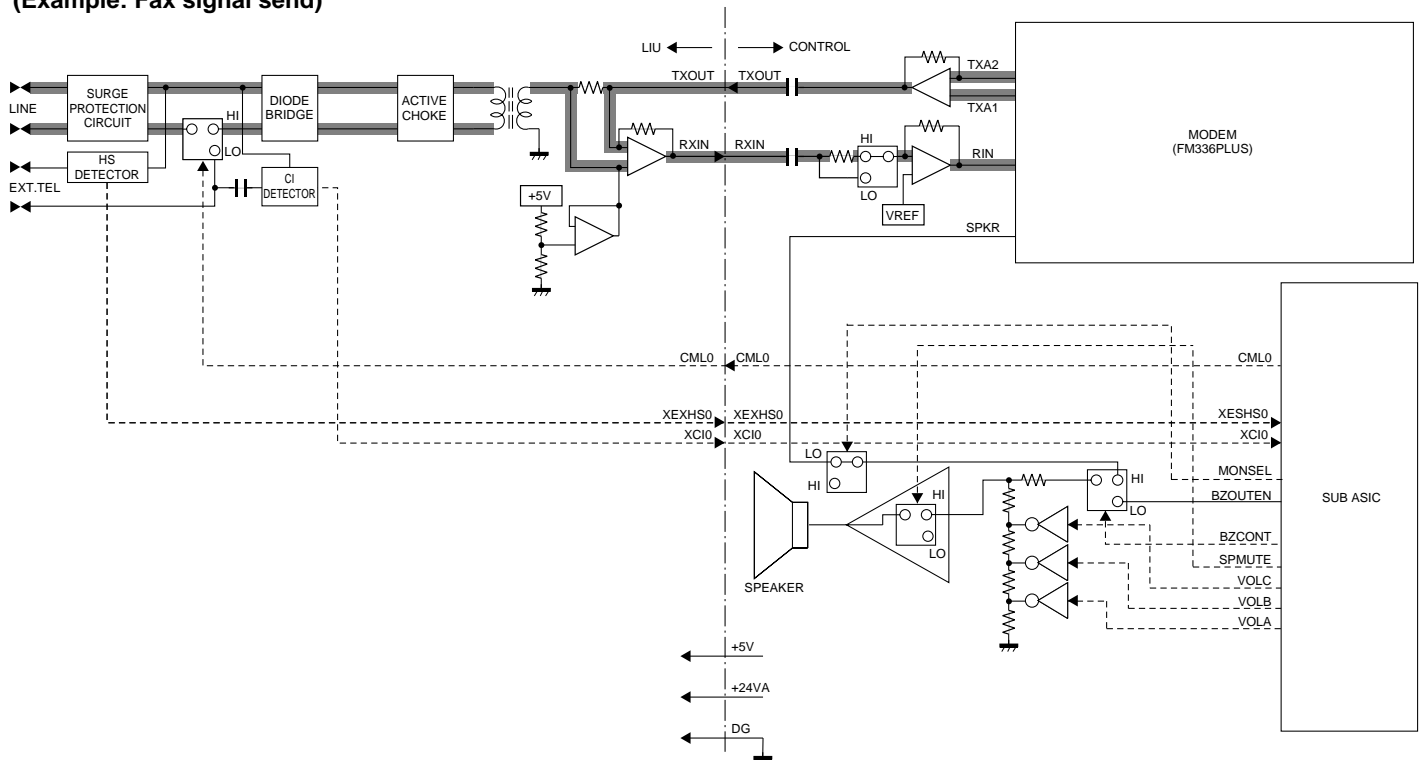 (Example: Fax signal send)
LIU
CONTROL
TXOUT
TXOUT
TXA2
TXA1
MODEM
(FM336PLUS)
LINE
SURGE
PROTECTION
CIRCUIT
HI
LO
DIODE
BRIDGE
ACTIVE
CHOKE
RXIN
RXIN
HI
LO
RIN
VREF
SPKR
HS
DETECTOR
EXT.TEL
CI
DETECTOR
+5V
CML0
CML0
CML0
XEXHS0
XEXHS0
XESHS0
XCI0
XCI0
XCI0
LO
HI
MONSEL
HI
LO
BZOUTEN
SUB ASIC
HI
LO
BZCONT
SPMUTE
SPEAKER
VOLC
VOLB
VOLA
+5V
+24VA
DG